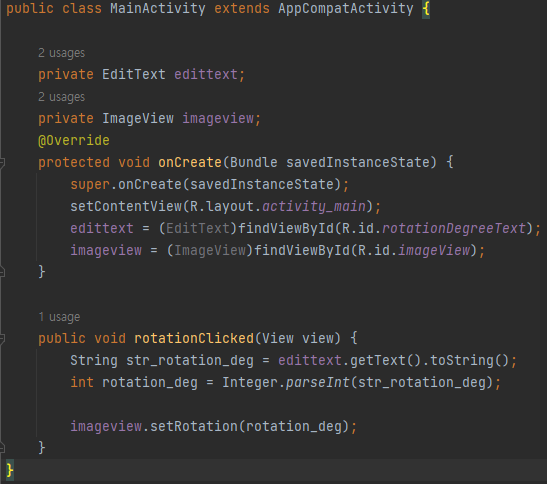 public class MainActivity extends AppCompatActivity {
2 usages
private EditText edittext;
2 usages
private ImageView imageview;
@Override
protected void onCreate(Bundle savedInstanceState) {
super.onCreate(savedInstanceState);
setContentView(R.layout.activity_main);
edittext = (EditText)findViewById(R.id.rotationDegreeText);
imageview = (ImageView)findViewById(R.id.imageView);
}
1 usage
public void rotationClicked(View view) {
String str_rotation_deg = edittext.getText().toString();
int rotation_deg = Integer.parseInt(str_rotation_deg);
imageview.setRotation(rotation_deg);
}
}